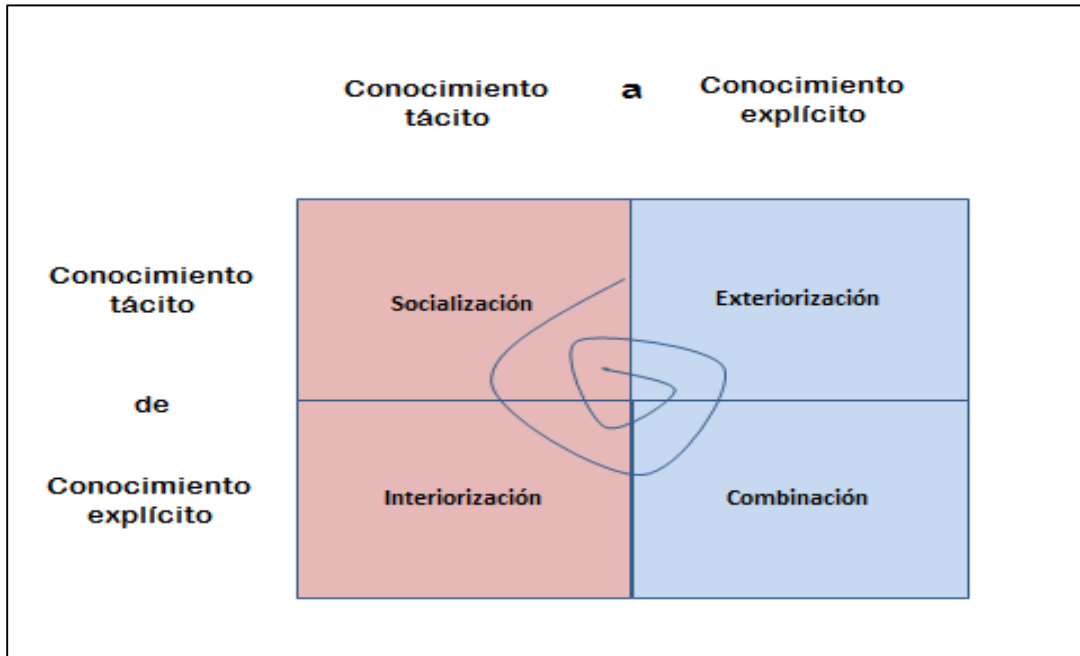 Conocimiento
tácito
a
Conocimiento
explícito
Conocimiento
tácito
Socialización
Exteriorización
de
Conocimiento
explícito
Interiorización
Combinación